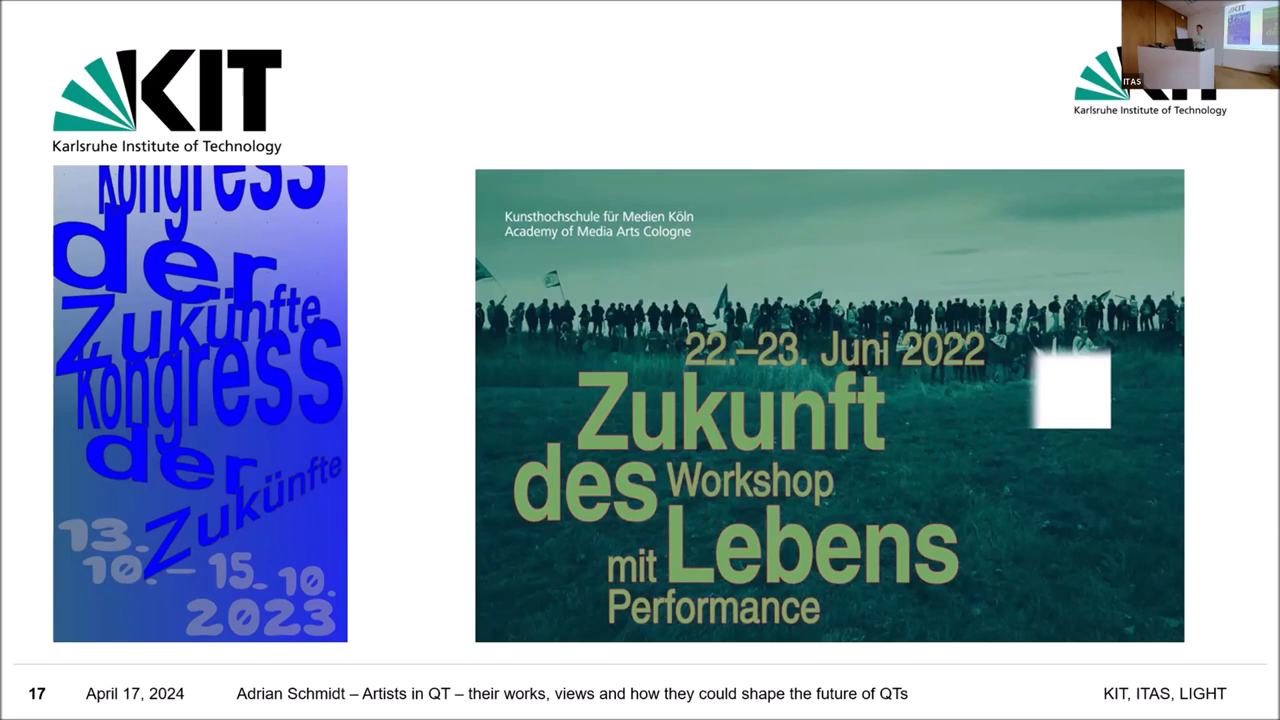 KIT
Karlsruhe Institute of Technology
ITAS
KIT
Karlsruhe Institute of Technology
kongress
der
Zukünfte
kongress
der
Zukünfte
13.
10. – 15. 10.
2023
Kunsthochschule für Medien Köln
Academy of Media Arts Cologne
22.–23. Juni 2022
Zukunft
des Workshop
mit Lebens
Performance
17 April 17, 2024 Adrian Schmidt – Artists in QT – their works, views and how they could shape the future of QTs KIT, ITAS, LIGHT